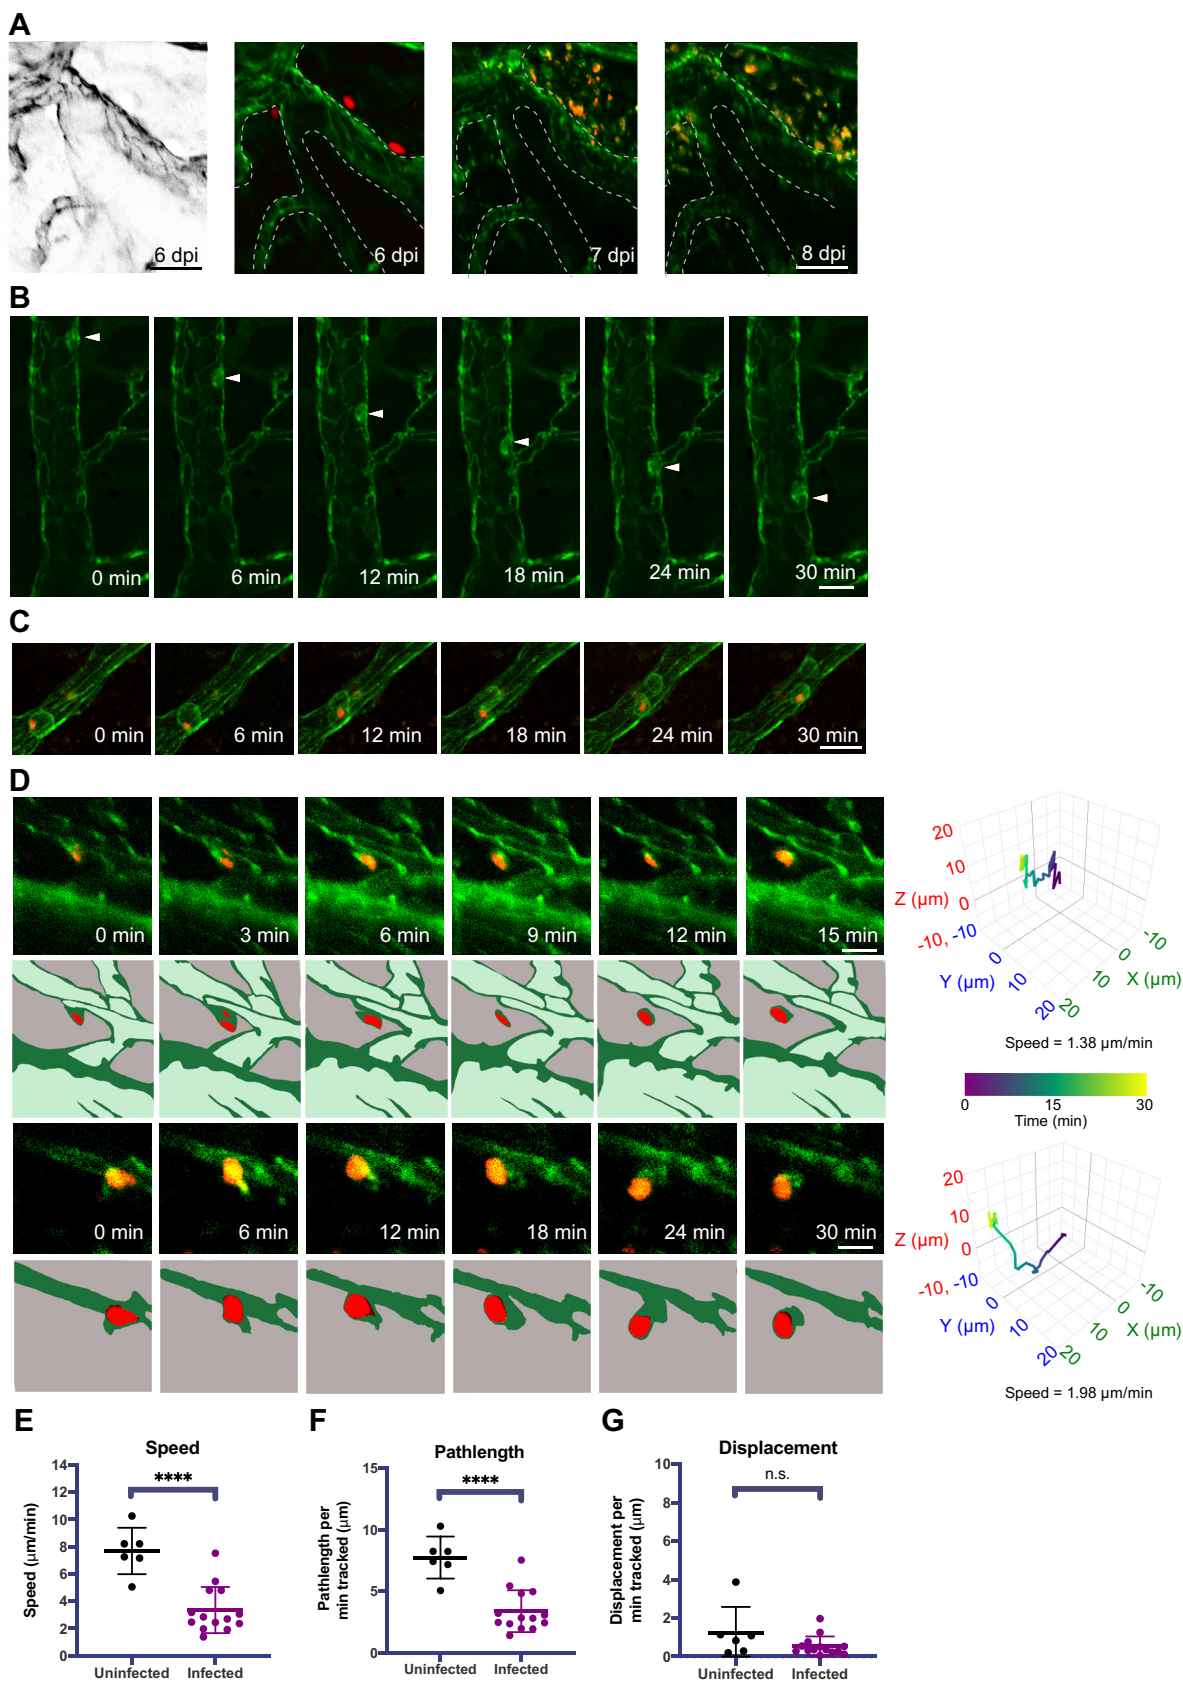 A
6 dpi
6 dpi
7 dpi
8 dpi
B
0 min
6 min
12 min
18 min
24 min
30 min
C
0 min
6 min
12 min
18 min
24 min
30 min
D
0 min
3 min
6 min
9 min
12 min
15 min
20
10
Z (µm)
0
-10, -10
0
Y (µm)
10
20
20
10
0
-10
X (µm)
Speed = 1.38 µm/min
0
15
30
Time (min)
0 min
6 min
12 min
18 min
24 min
30 min
20
10
Z (µm)
0
-10, -10
0
Y (µm)
10
20
20
10
0
-10
X (µm)
Speed = 1.98 µm/min
E
Speed
****
Speed (µm/min)
14
12
10
8
6
4
2
0
Uninfected
Infected
F
Pathlength
****
Pathlength per
min tracked (µm)
15
10
5
0
Uninfected
Infected
G
Displacement
n.s.
Displacement per
min tracked (µm)
10
8
6
4
2
0
Uninfected
Infected